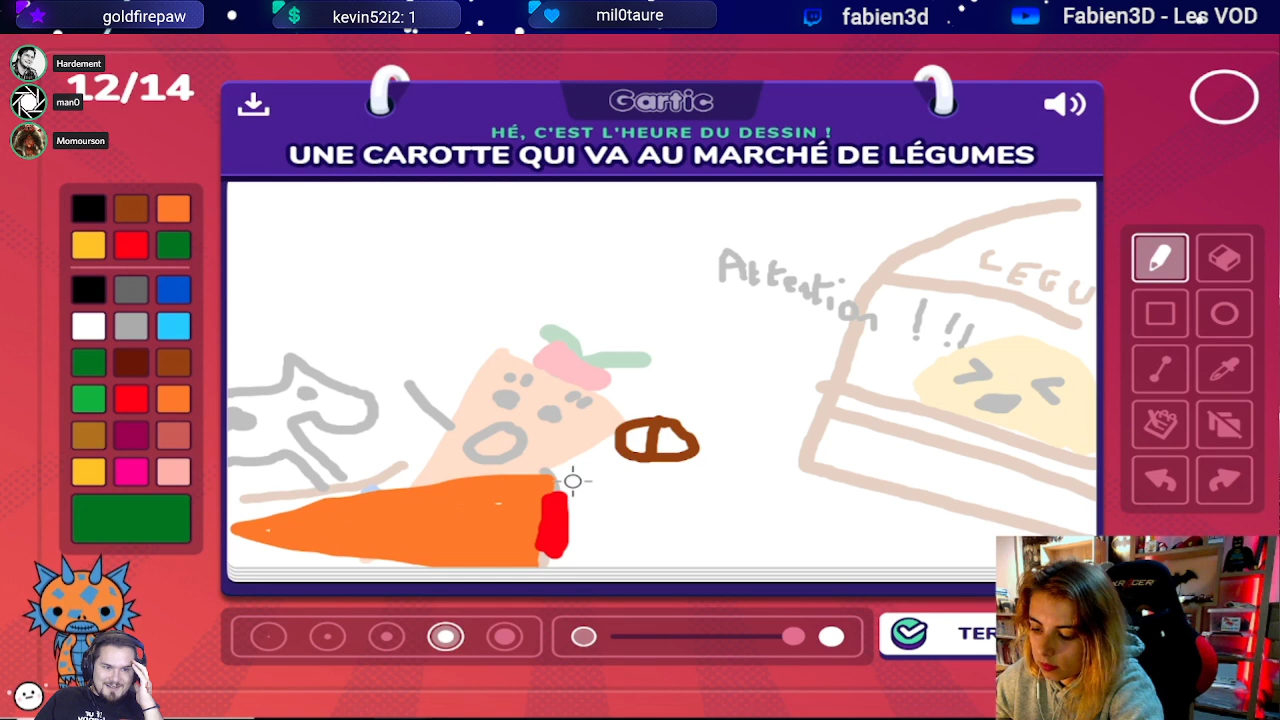 goldfirepaw
kevin52i2: 1
mil0taure
fabien3d
Fabien3D - Les VOD
Hardement
man0
Momourson
12/14
Gartic
HÉ, C'EST L'HEURE DU DESSIN !
UNE CAROTTE QUI VA AU MARCHÉ DE LÉGUMES
Attention !!!
LEGU
TER